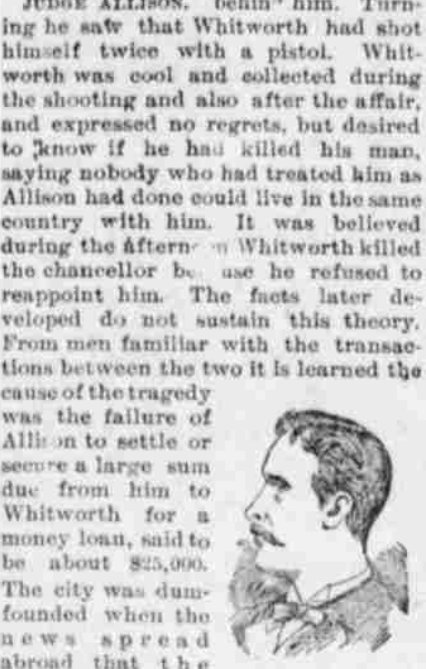 JUDGE ALLISON. behin him. Turn-
ing he saw that Whitworth had shot
himself twice with a pistol. Whit-
worth was cool and collected during
the shooting and also after the affair,
and expressed no regrets, but desired
to know if he had killed his man,
saying nobody who had treated him as
Allison had done could live in the same
country with him. It was believed
during the Whitworth killed
the chancellor he refused to
reappoint him. The facts later de-
veloped do not sustain this theory.
From men familiar with the transac-
tions between the two it is learned the
cause of the tragedy
was the failure of
Allison to settle or
secure a large sum
due from him to
Whitworth for a
money loan, said to
be about $25,000.
The city was dum-
founded when the
news spread
abroad that the